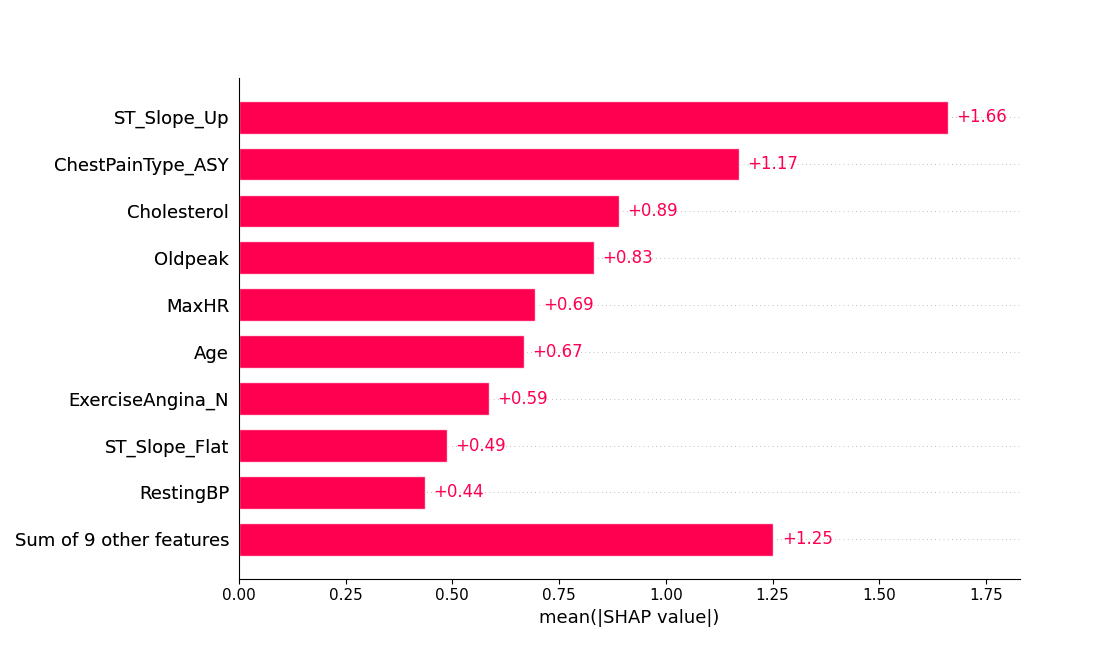 ST_Slope_Up +1.66
ChestPainType_ASY +1.17
Cholesterol +0.89
Oldpeak +0.83
MaxHR +0.69
Age +0.67
ExerciseAngina_N +0.59
ST_Slope_Flat +0.49
RestingBP +0.44
Sum of 9 other features +1.25
0.00 0.25 0.50 0.75 1.00 1.25 1.50 1.75
mean(|SHAP value|)